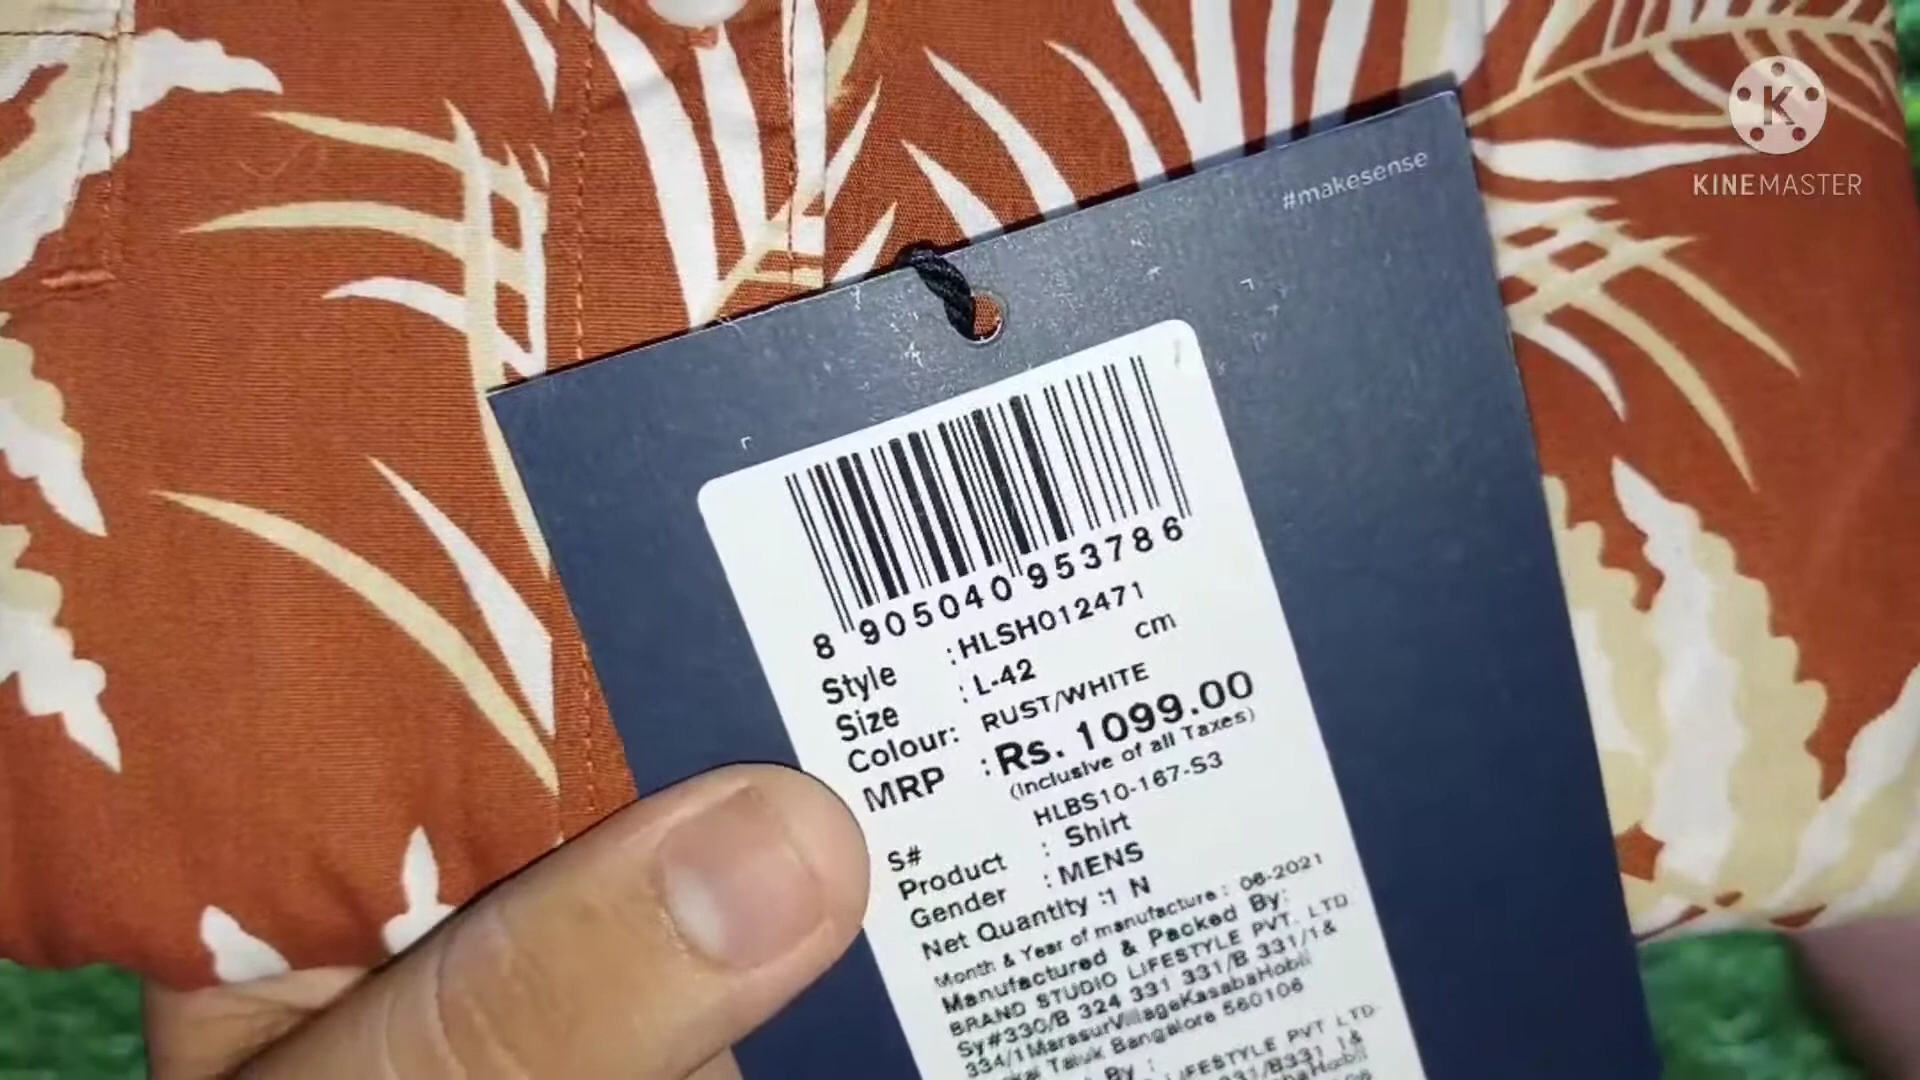 KINEMASTER
#makesense
8 905040 953786
Style : HLSH012471
Size : L-42 cm
Colour: RUST/WHITE
MRP : Rs. 1099.00
(Inclusive of all Taxes)
S# HLBS10-167-S3
Product : Shirt
Gender : MENS
Net Quantity :1 N
Month & Year of manufacture : 06-2021
Manufactured & Packed By:
BRAND STUDIO LIFESTYLE PVT. LTD
Sy#330/B 324 331 331/B 331/1&
334/1MarasurVillageKasabaHobli
Taluk Bangalore 560106
By :
LIFESTYLE PVT LTD